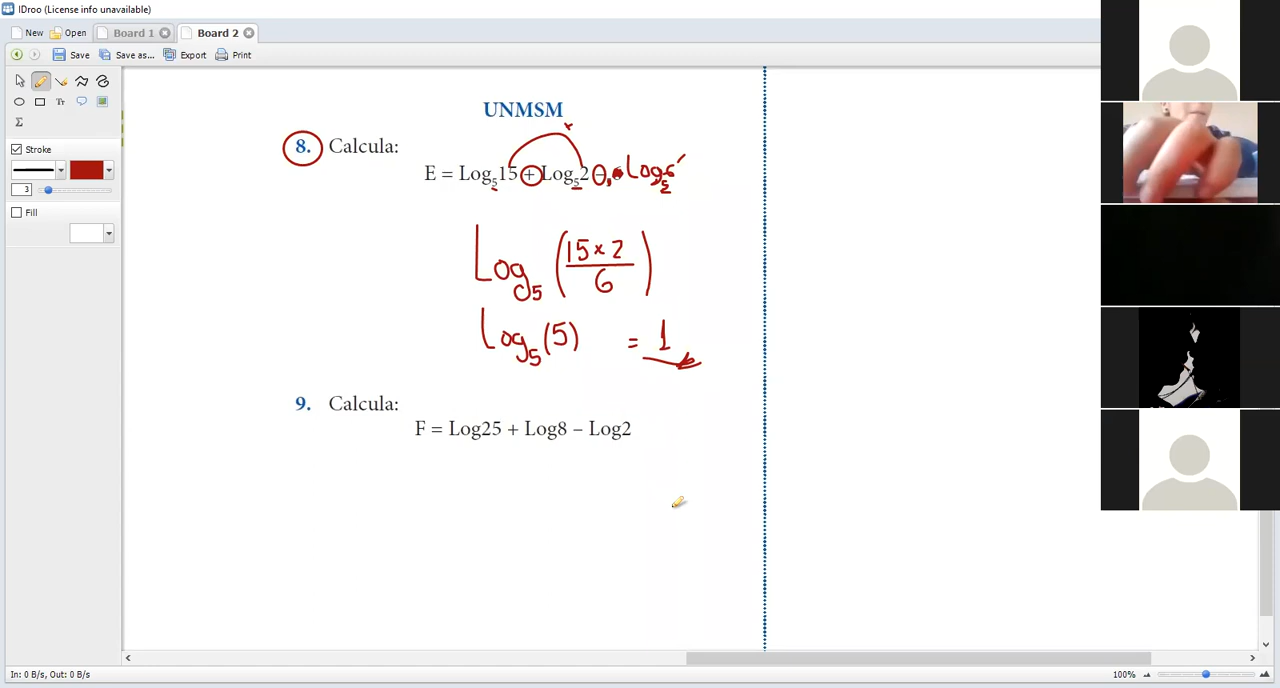 IDroo (License info unavailable)
New Open Board 1 Board 2
Save Save as... Export Print
Stroke
3
Fill
UNMSM
8. Calcula:
E = Log₅15 + Log₅2 – Log₅6
Log₅ (15 × 2 / 6)
Log₅ (5) = 1
9. Calcula:
F = Log25 + Log8 – Log2
In: 0 B/s, Out: 0 B/s
100%